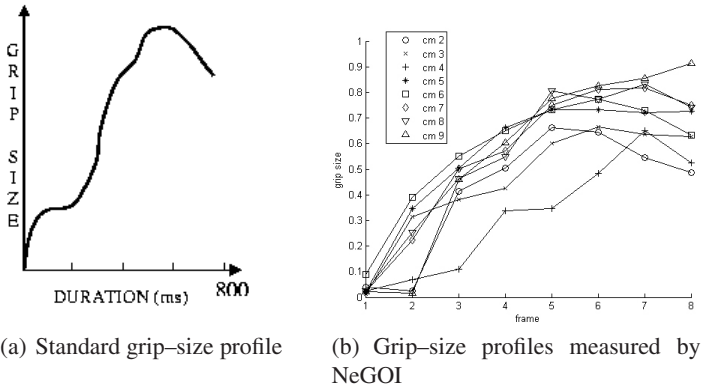 GRIP SIZE
DURATION (ms)
800
(a) Standard grip–size profile
cm 2
cm 3
cm 4
cm 5
cm 6
cm 7
cm 8
cm 9
1
0.9
0.8
0.7
0.6
0.5
0.4
0.3
0.2
0.1
0
grip size
1 2 3 4 5 6 7 8
frame
(b) Grip–size profiles measured by
NeGOI